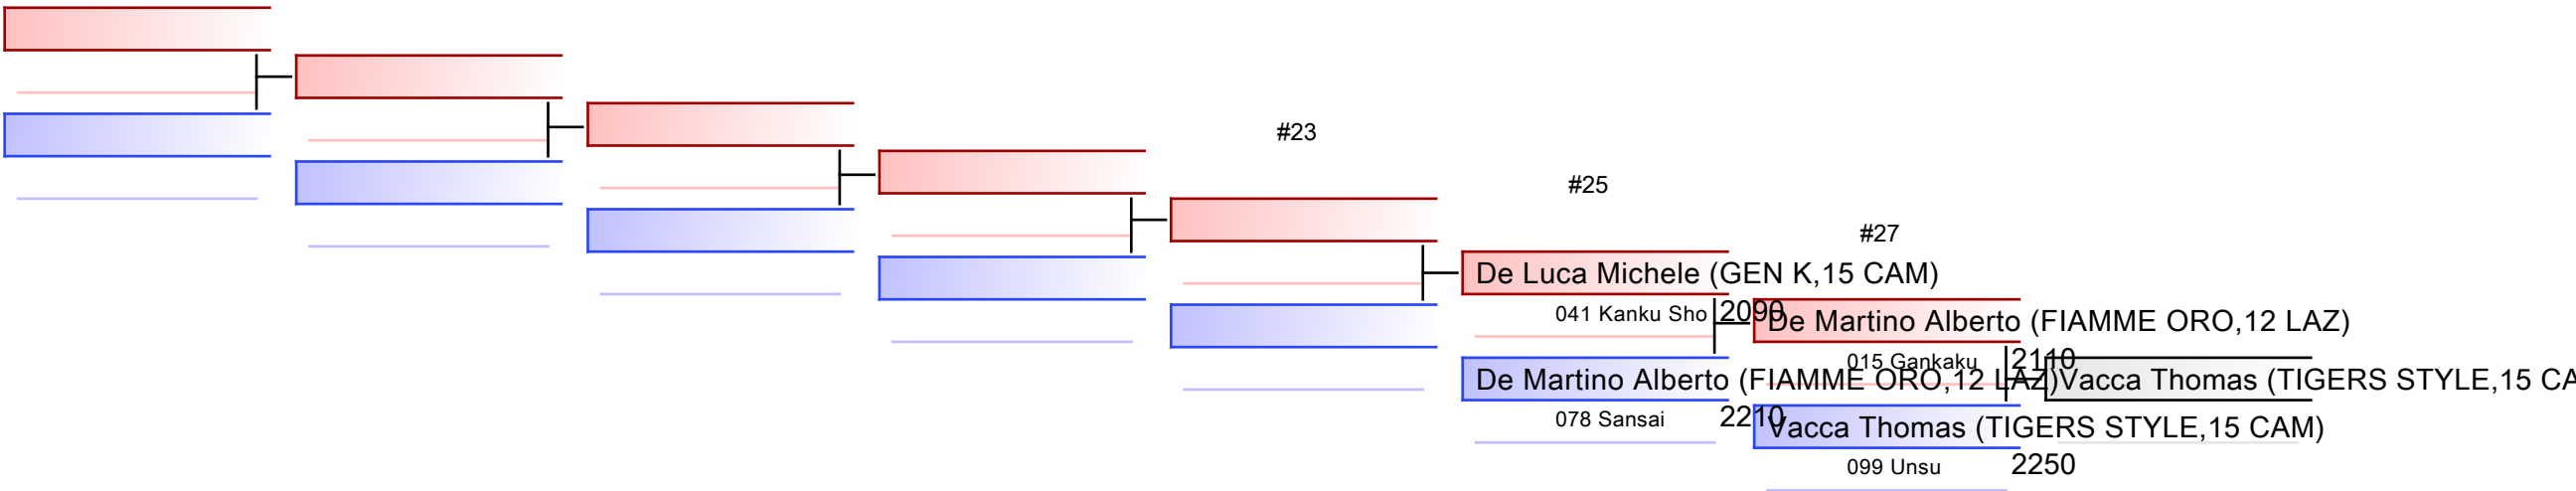 #23
#25
#27
De Luca Michele (GEN K,15 CAM)
041 Kanku Sho 2090
De Martino Alberto (FIAMME ORO,12 LAZ)
015 Gankaku 2110
De Martino Alberto (FIAMME ORO,12 LAZ)
Vacca Thomas (TIGERS STYLE,15 CA
078 Sansai 2210
Vacca Thomas (TIGERS STYLE,15 CAM)
099 Unsu 2250